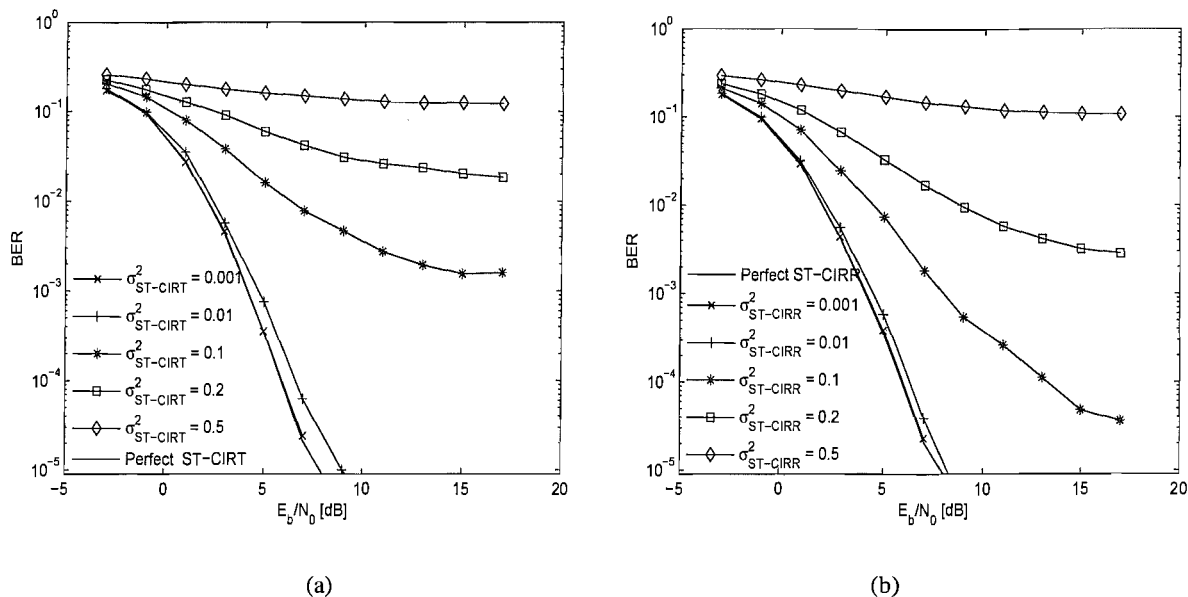 10^0
10^-1
10^-2
10^-3
10^-4
10^-5
BER
−5
0
5
10
15
20
E_b/N_0 [dB]
σ^2_ST−CIRT = 0.001
σ^2_ST−CIRT = 0.01
σ^2_ST−CIRT = 0.1
σ^2_ST−CIRT = 0.2
σ^2_ST−CIRT = 0.5
Perfect ST−CIRT
(a)
10^0
10^-1
10^-2
10^-3
10^-4
10^-5
BER
−5
0
5
10
15
20
E_b/N_0 [dB]
Perfect ST−CIRR
σ^2_ST−CIRR = 0.001
σ^2_ST−CIRR = 0.01
σ^2_ST−CIRR = 0.1
σ^2_ST−CIRR = 0.2
σ^2_ST−CIRR = 0.5
(b)